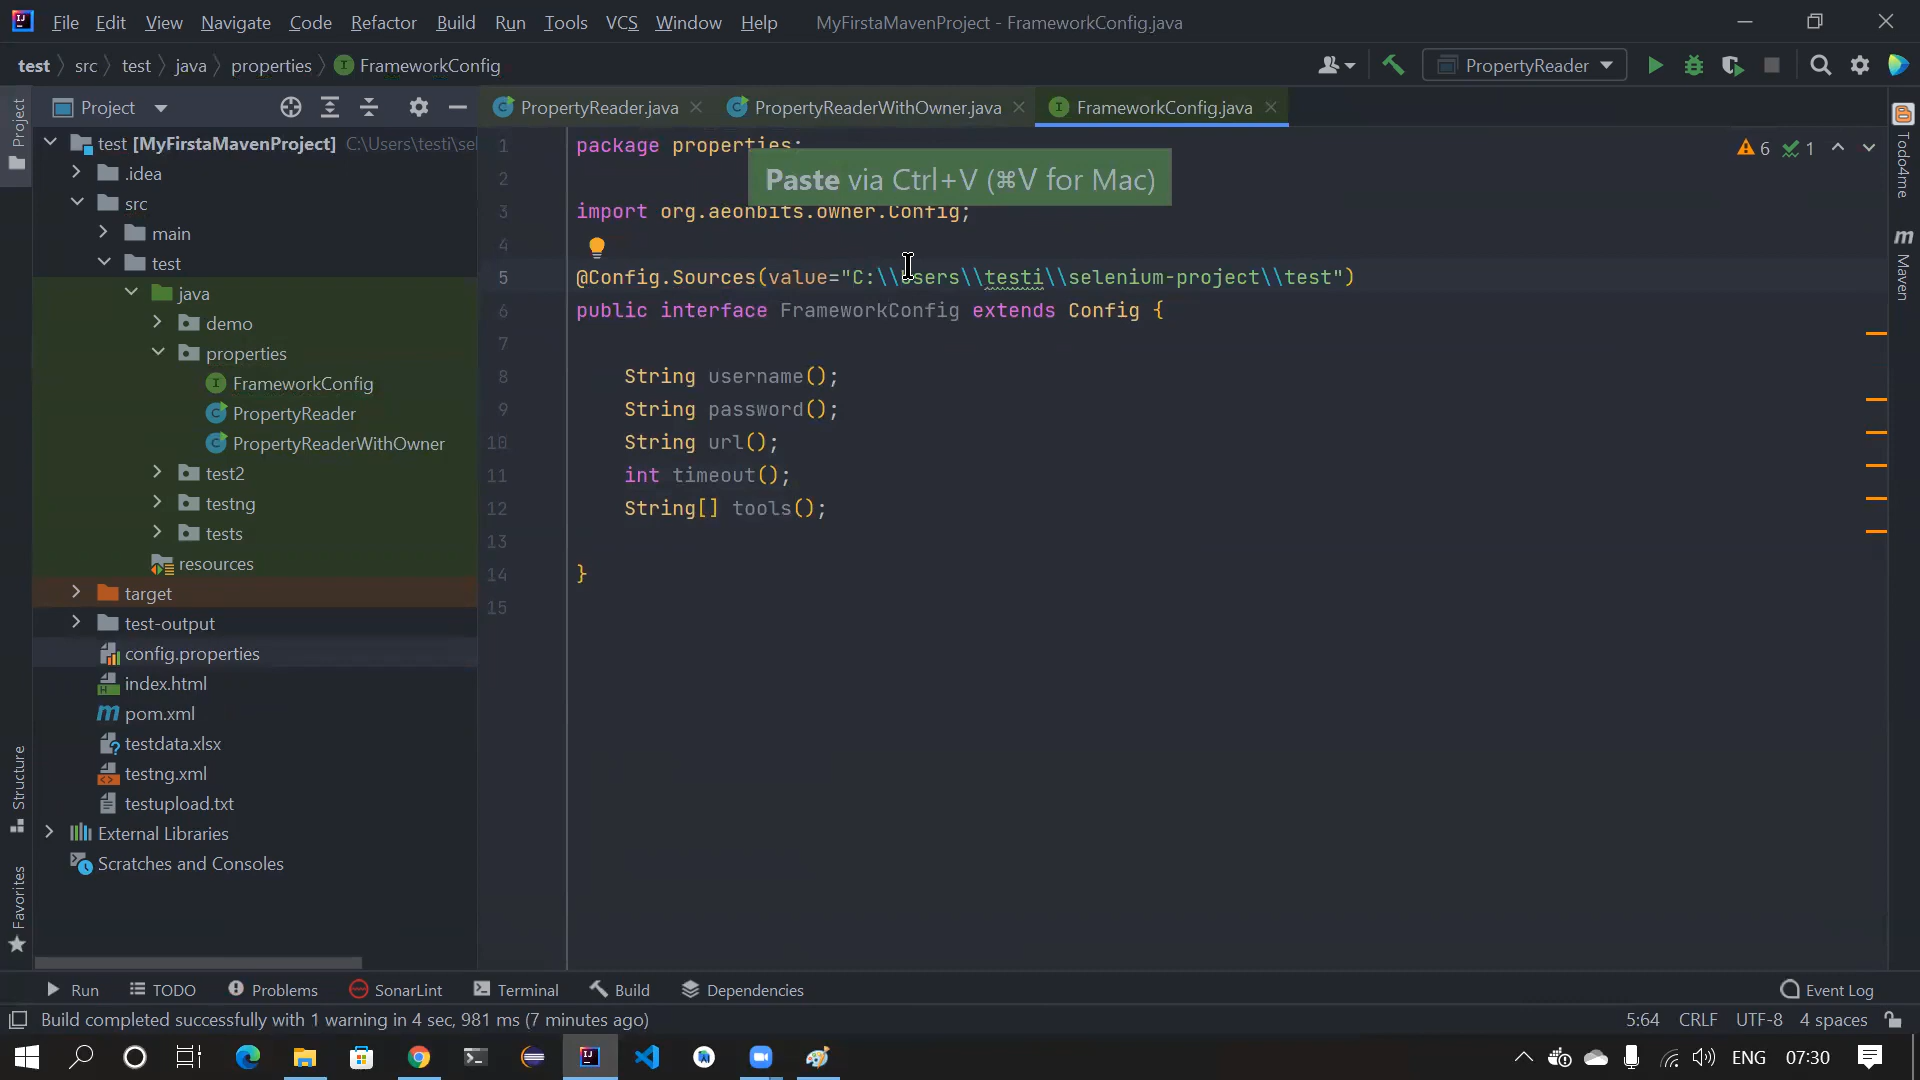 File Edit View Navigate Code Refactor Build Run Tools VCS Window Help MyFirstaMavenProject - FrameworkConfig.java
test src test java properties FrameworkConfig PropertyReader
Project
PropertyReader.java PropertyReaderWithOwner.java FrameworkConfig.java
test [MyFirstaMavenProject] C:\Users\testi\sel
.idea
src
main
test
java
demo
properties
FrameworkConfig
PropertyReader
PropertyReaderWithOwner
test2
testng
tests
resources
target
test-output
config.properties
index.html
pom.xml
testdata.xlsx
testng.xml
testupload.txt
External Libraries
Scratches and Consoles
Project
Structure
Favorites
Paste via Ctrl+V (⌘V for Mac)
6 1
1 package properties;
2
3 import org.aeonbits.owner.Config;
4
5 @Config.Sources(value="C:\\Users\\testi\\selenium-project\\test")
6 public interface FrameworkConfig extends Config {
7
8 String username();
9 String password();
10 String url();
11 int timeout();
12 String[] tools();
13
14 }
15
Todo4me
Maven
Run TODO Problems SonarLint Terminal Build Dependencies Event Log
Build completed successfully with 1 warning in 4 sec, 981 ms (7 minutes ago) 5:64 CRLF UTF-8 4 spaces
ENG 07:30